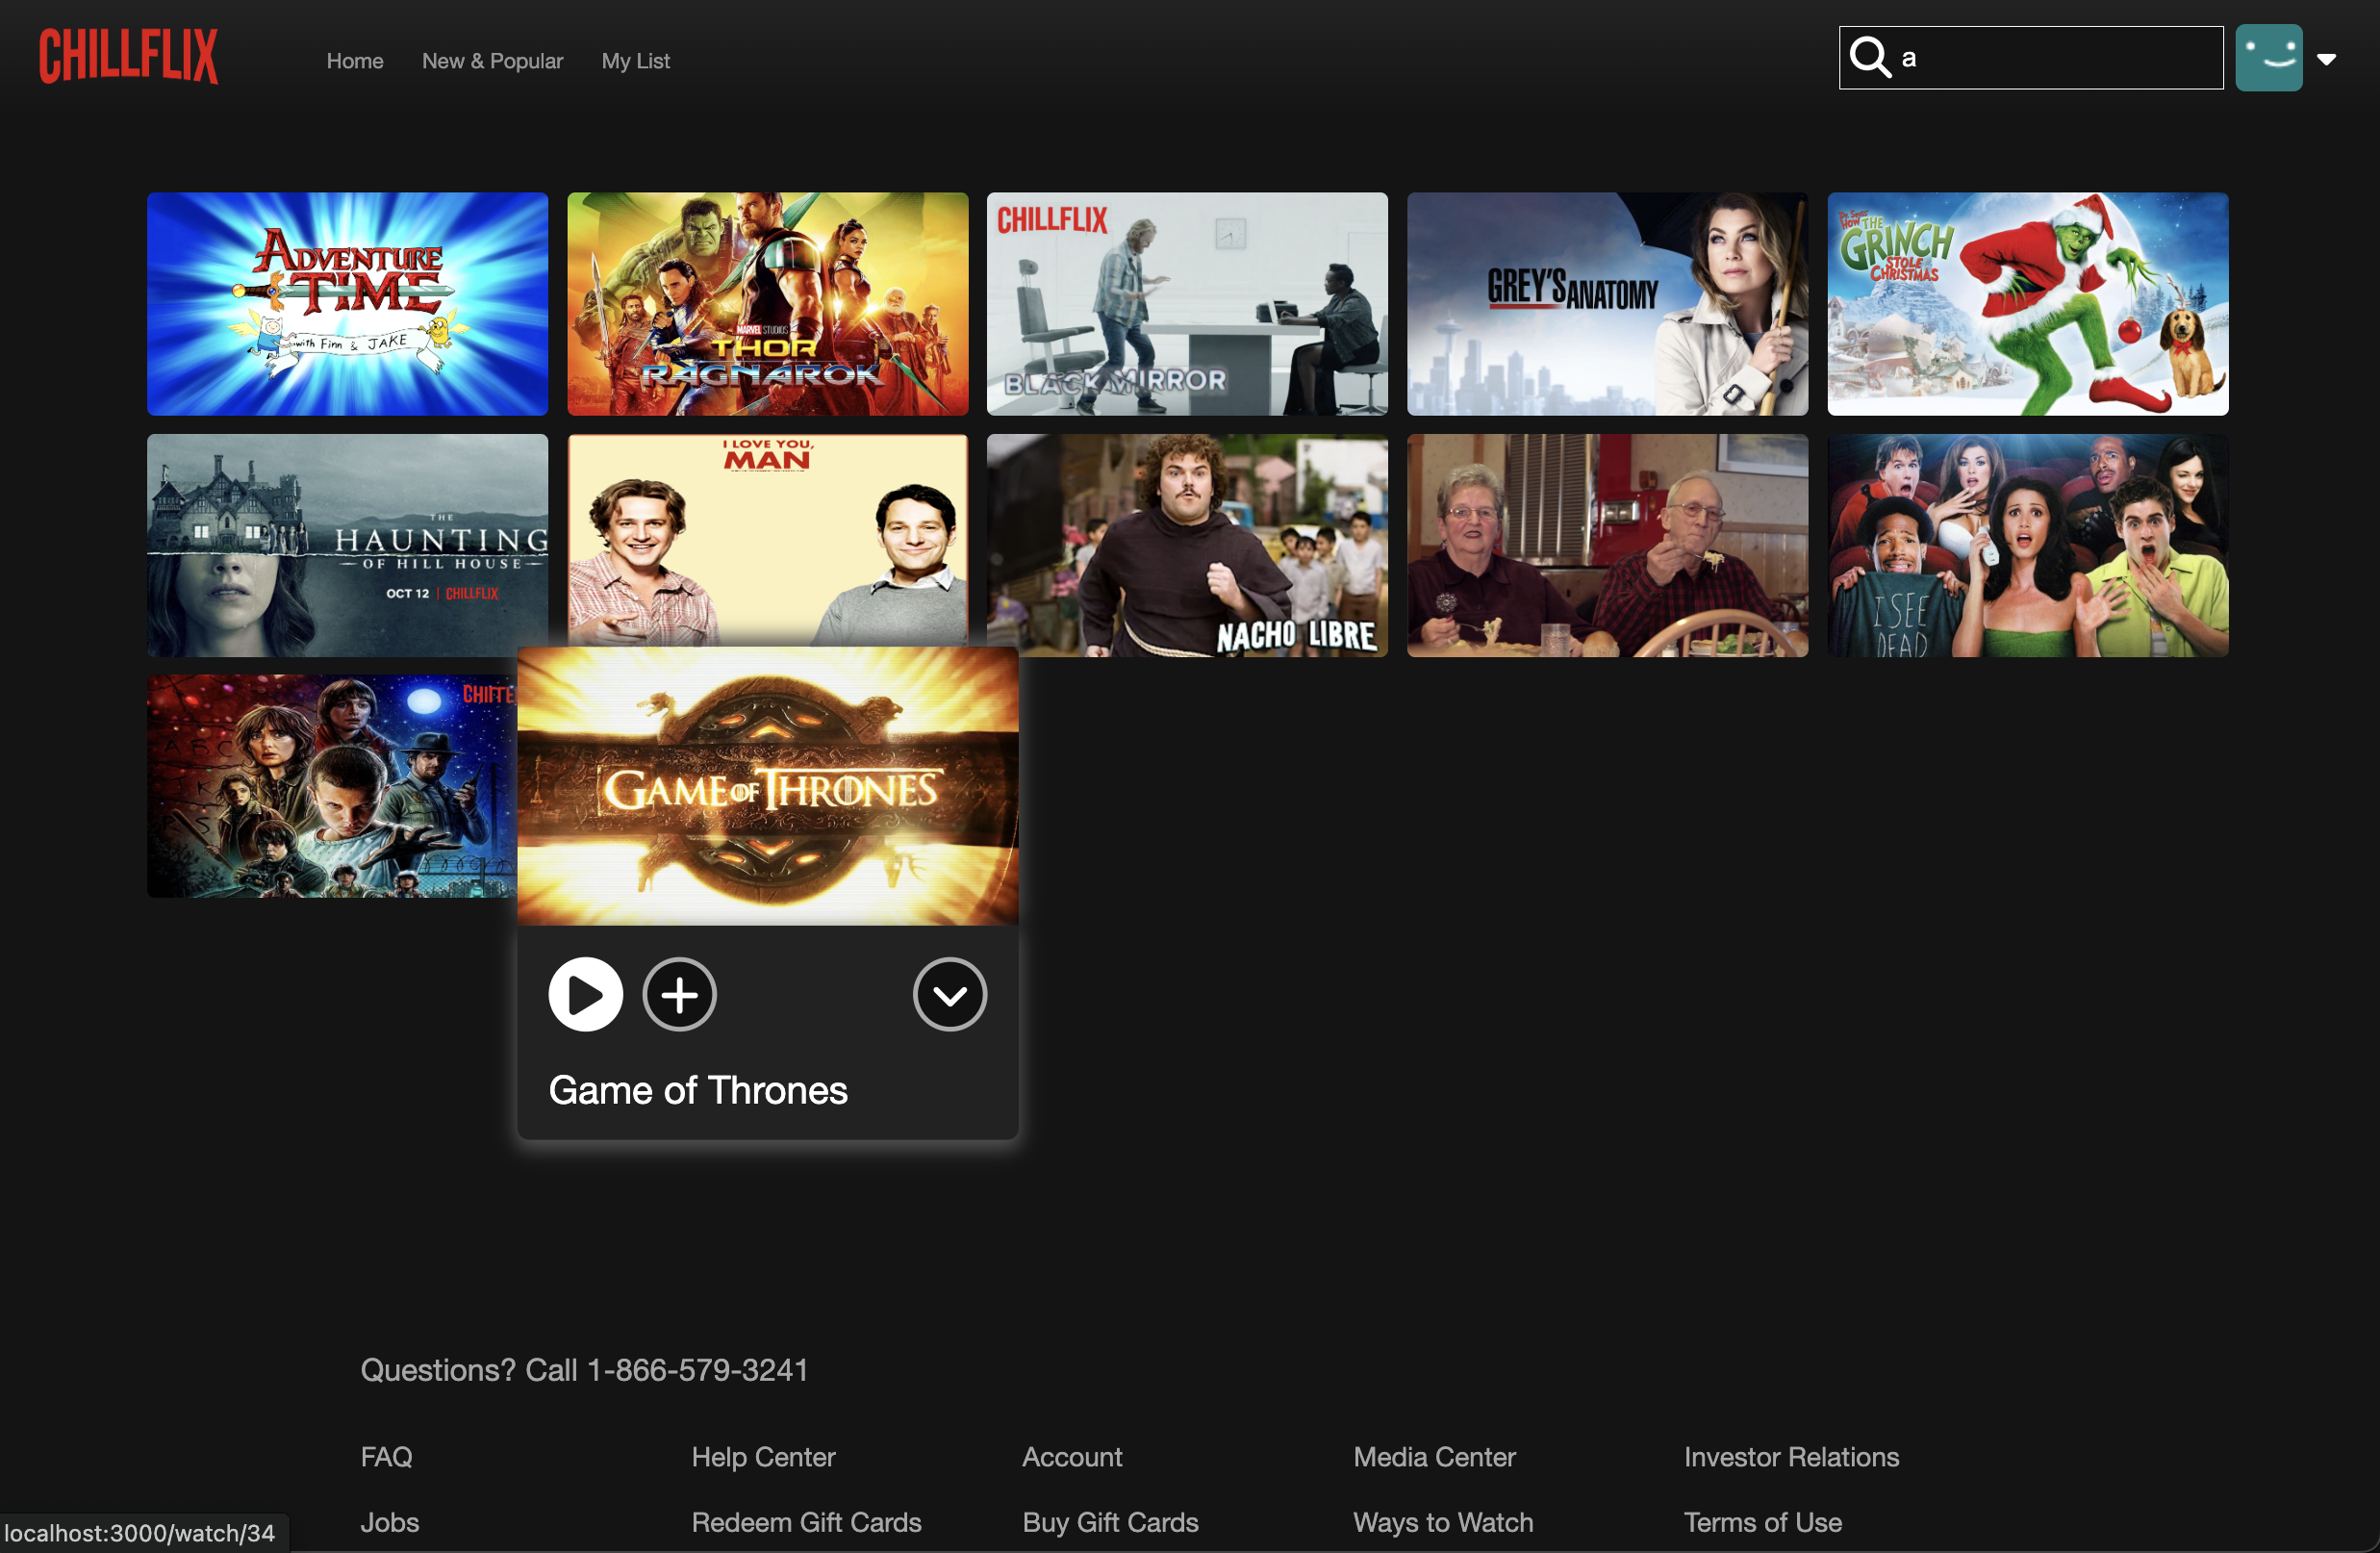 CHILLFLIX
Home New & Popular My List
a
ADVENTURE
TIME
with Finn & JAKE
MARVEL STUDIOS
THOR
RAGNAROK
CHILLFLIX
BLACK MIRROR
GREY'S ANATOMY
Dr. Seuss'
HOW THE
GRINCH
STOLE
CHRISTMAS
THE
HAUNTING
OF HILL HOUSE
OCT 12 | CHILLFLIX
I LOVE YOU,
MAN
NACHO LIBRE
I SEE
DEAD
A B C
GAME OF THRONES
Game of Thrones
Questions? Call 1-866-579-3241
FAQ Help Center Account Media Center Investor Relations
Jobs Redeem Gift Cards Buy Gift Cards Ways to Watch Terms of Use
localhost:3000/watch/34